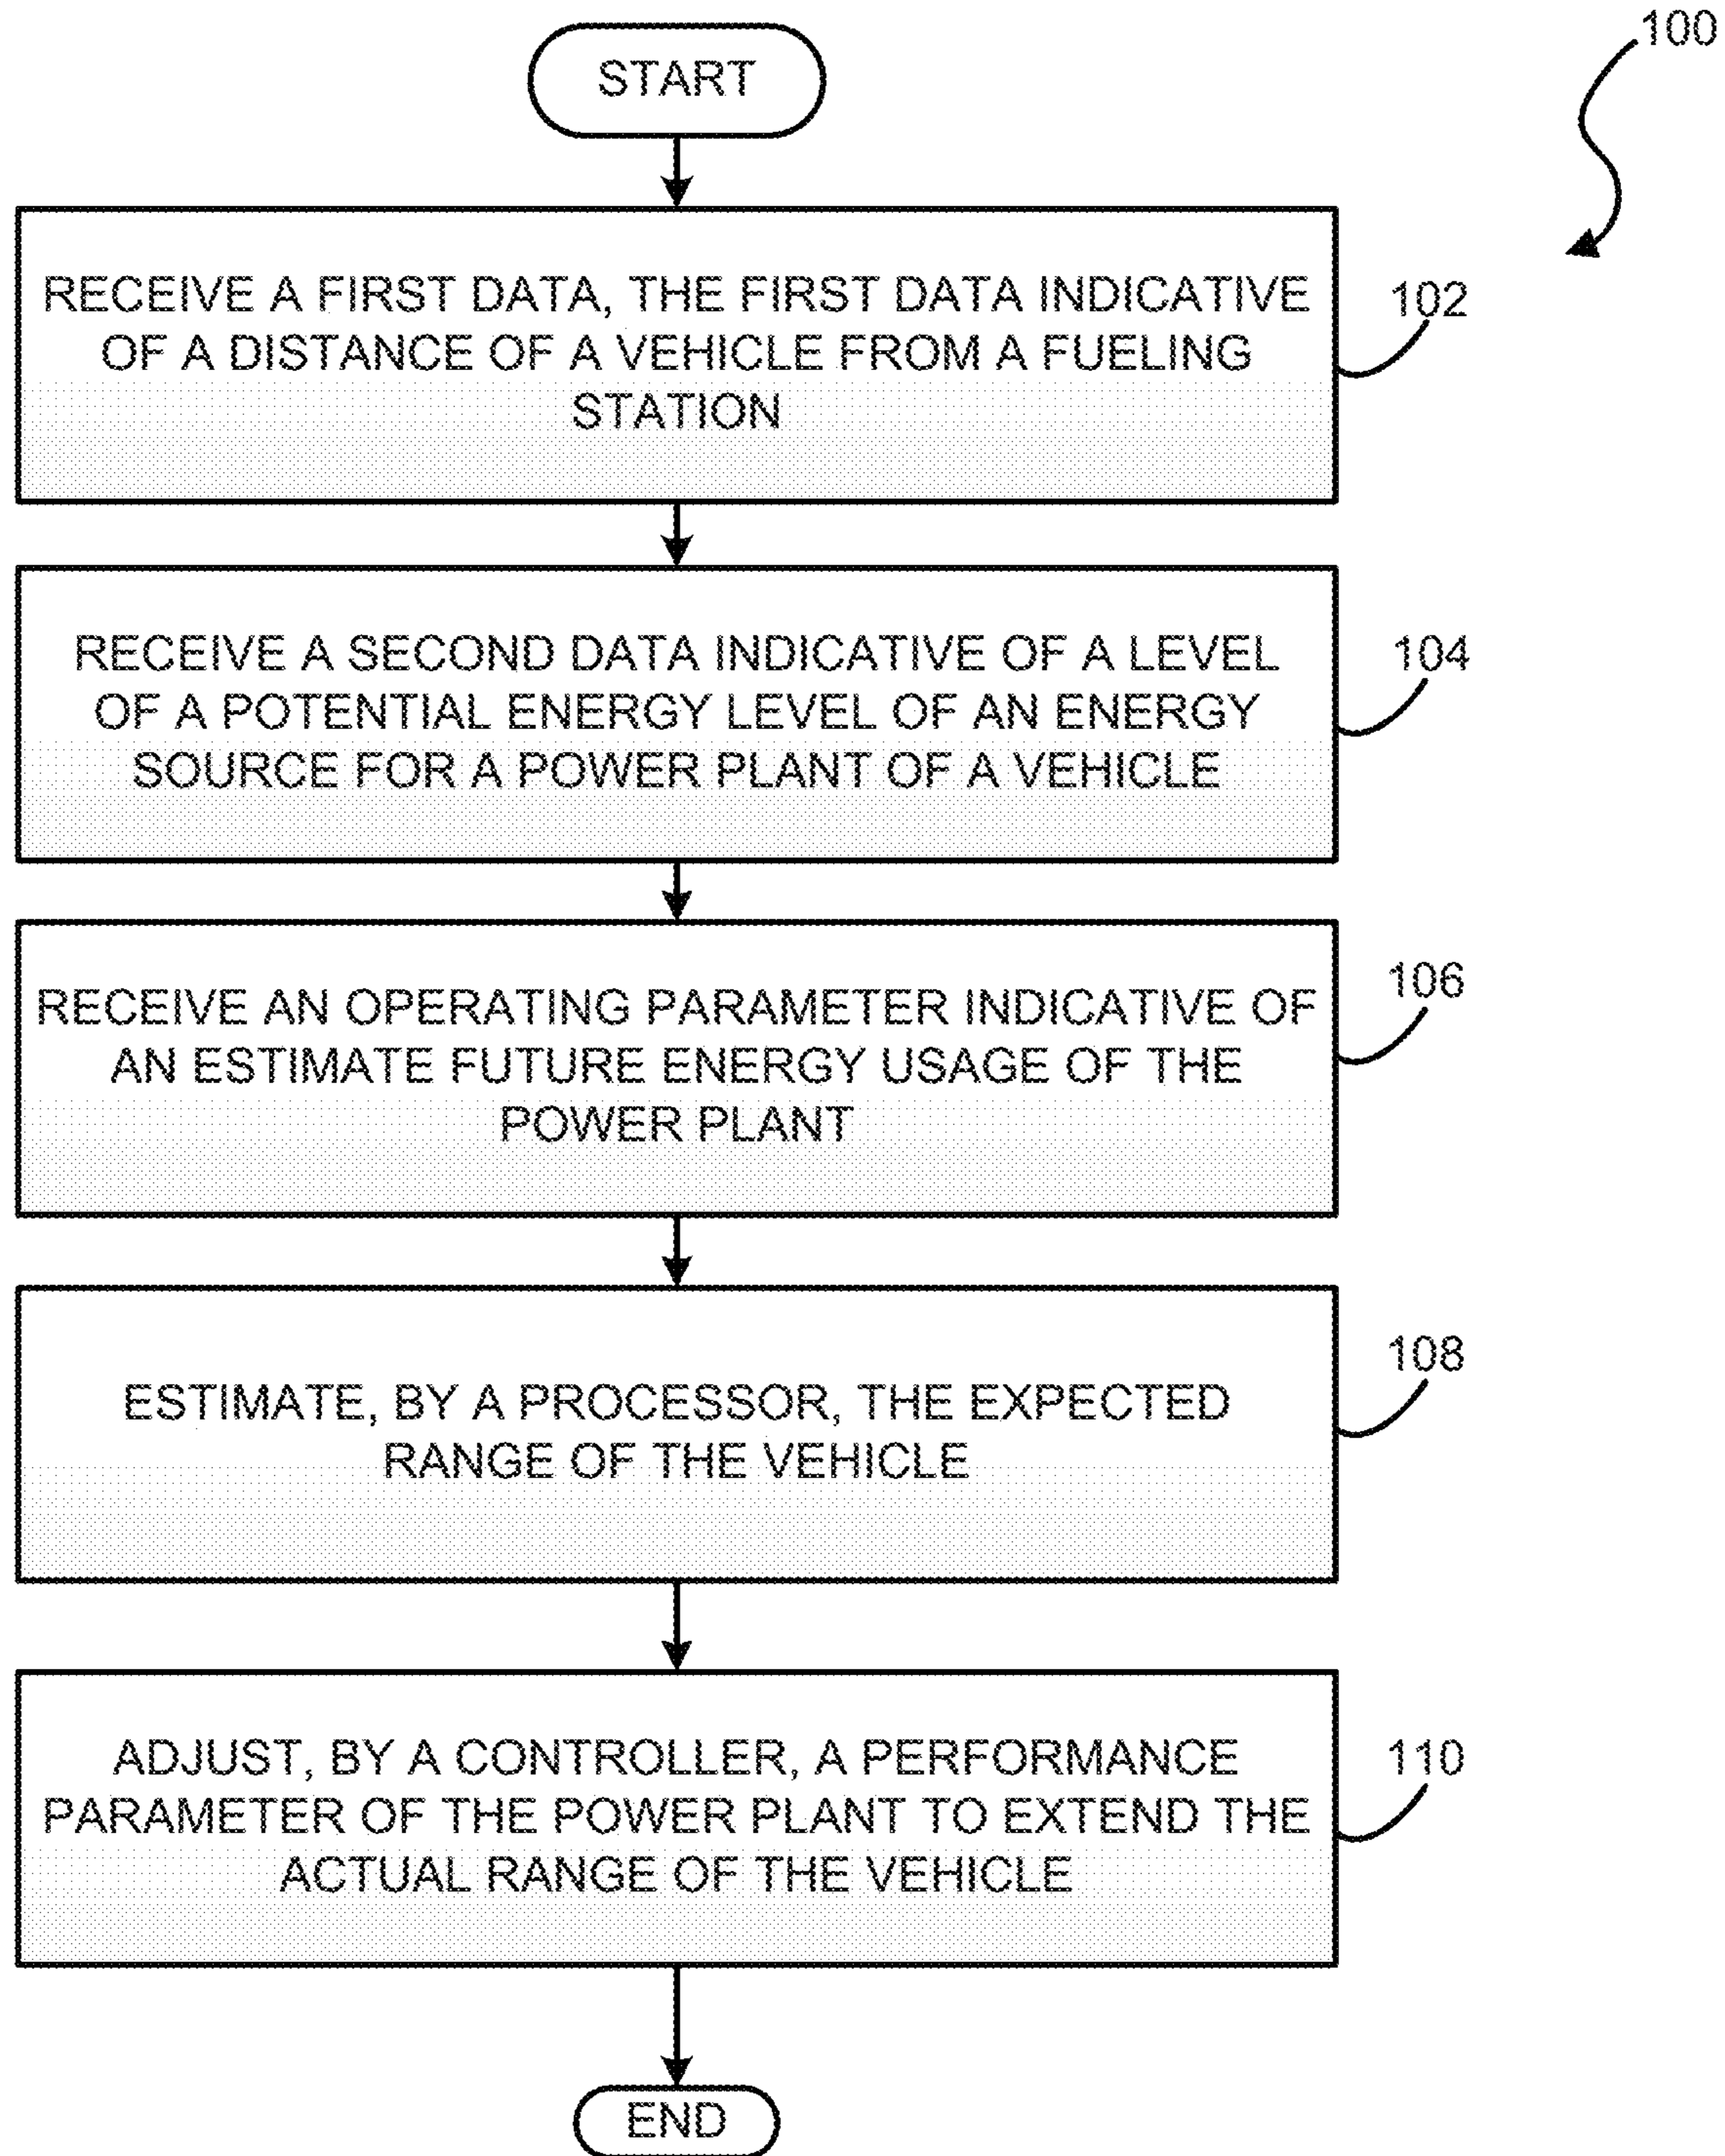 100
START
RECEIVE A FIRST DATA, THE FIRST DATA INDICATIVE
OF A DISTANCE OF A VEHICLE FROM A FUELING
STATION
102
RECEIVE A SECOND DATA INDICATIVE OF A LEVEL
OF A POTENTIAL ENERGY LEVEL OF AN ENERGY
SOURCE FOR A POWER PLANT OF A VEHICLE
104
RECEIVE AN OPERATING PARAMETER INDICATIVE OF
AN ESTIMATE FUTURE ENERGY USAGE OF THE
POWER PLANT
106
ESTIMATE, BY A PROCESSOR, THE EXPECTED
RANGE OF THE VEHICLE
108
ADJUST, BY A CONTROLLER, A PERFORMANCE
PARAMETER OF THE POWER PLANT TO EXTEND THE
ACTUAL RANGE OF THE VEHICLE
110
END